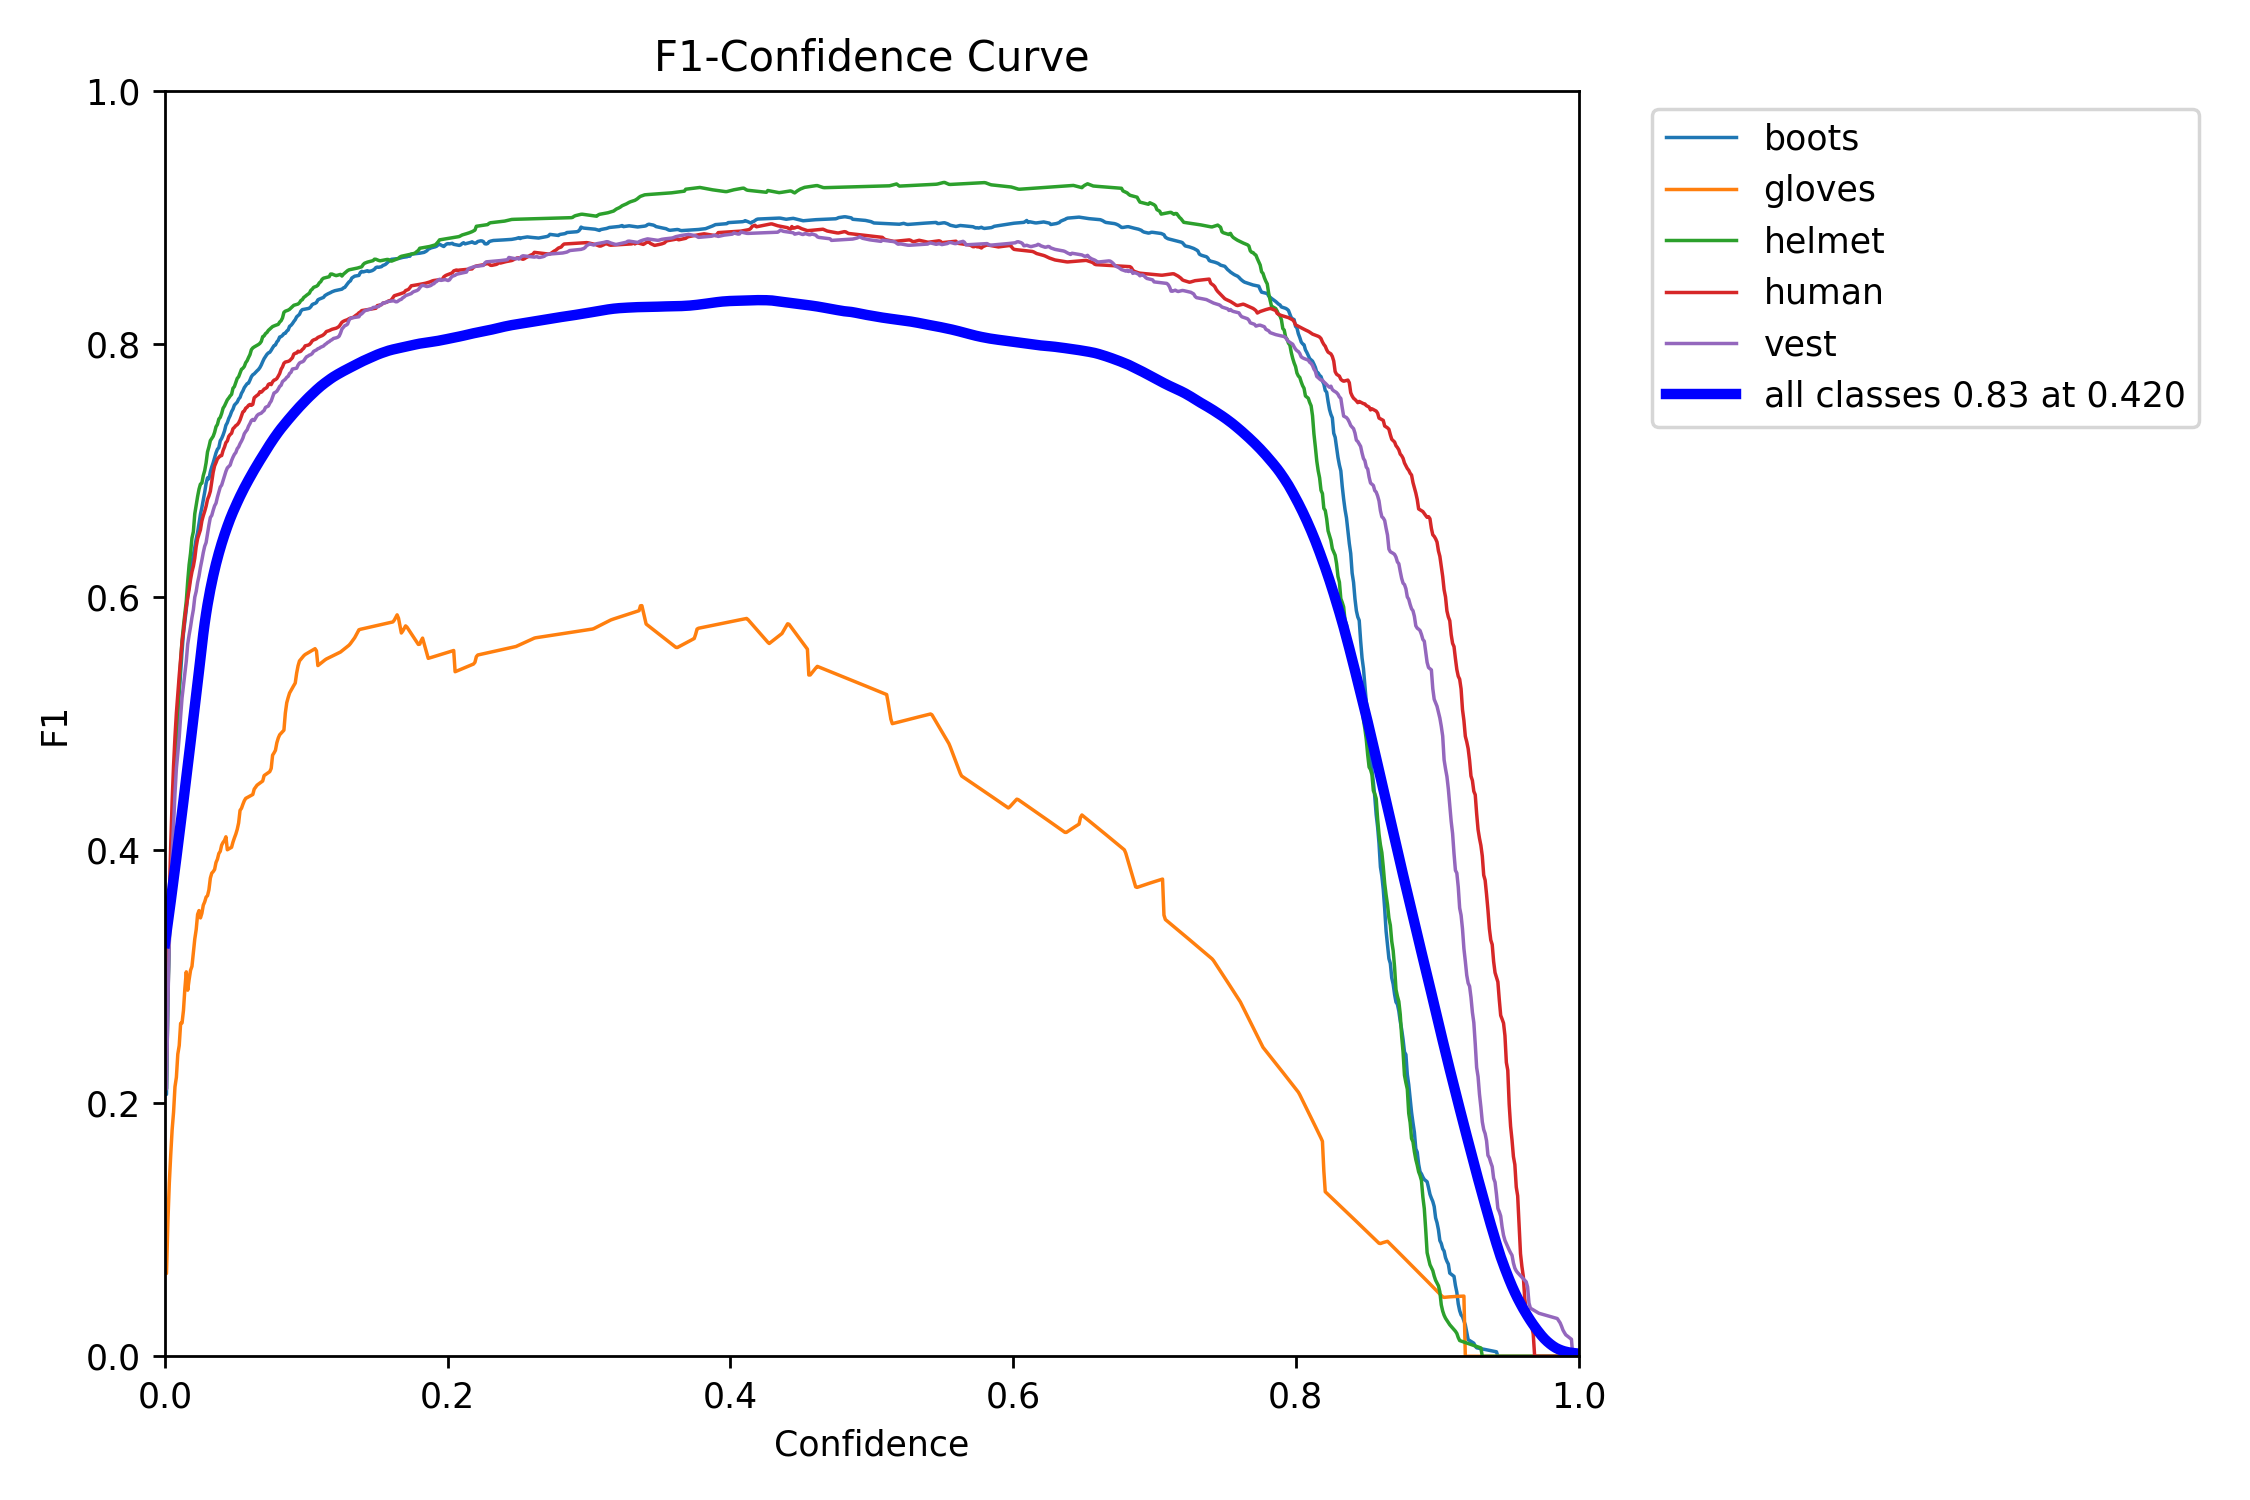 F1-Confidence Curve
1.0
0.8
0.6
0.4
0.2
0.0
F1
0.0 0.2 0.4 0.6 0.8 1.0
Confidence
boots
gloves
helmet
human
vest
all classes 0.83 at 0.420